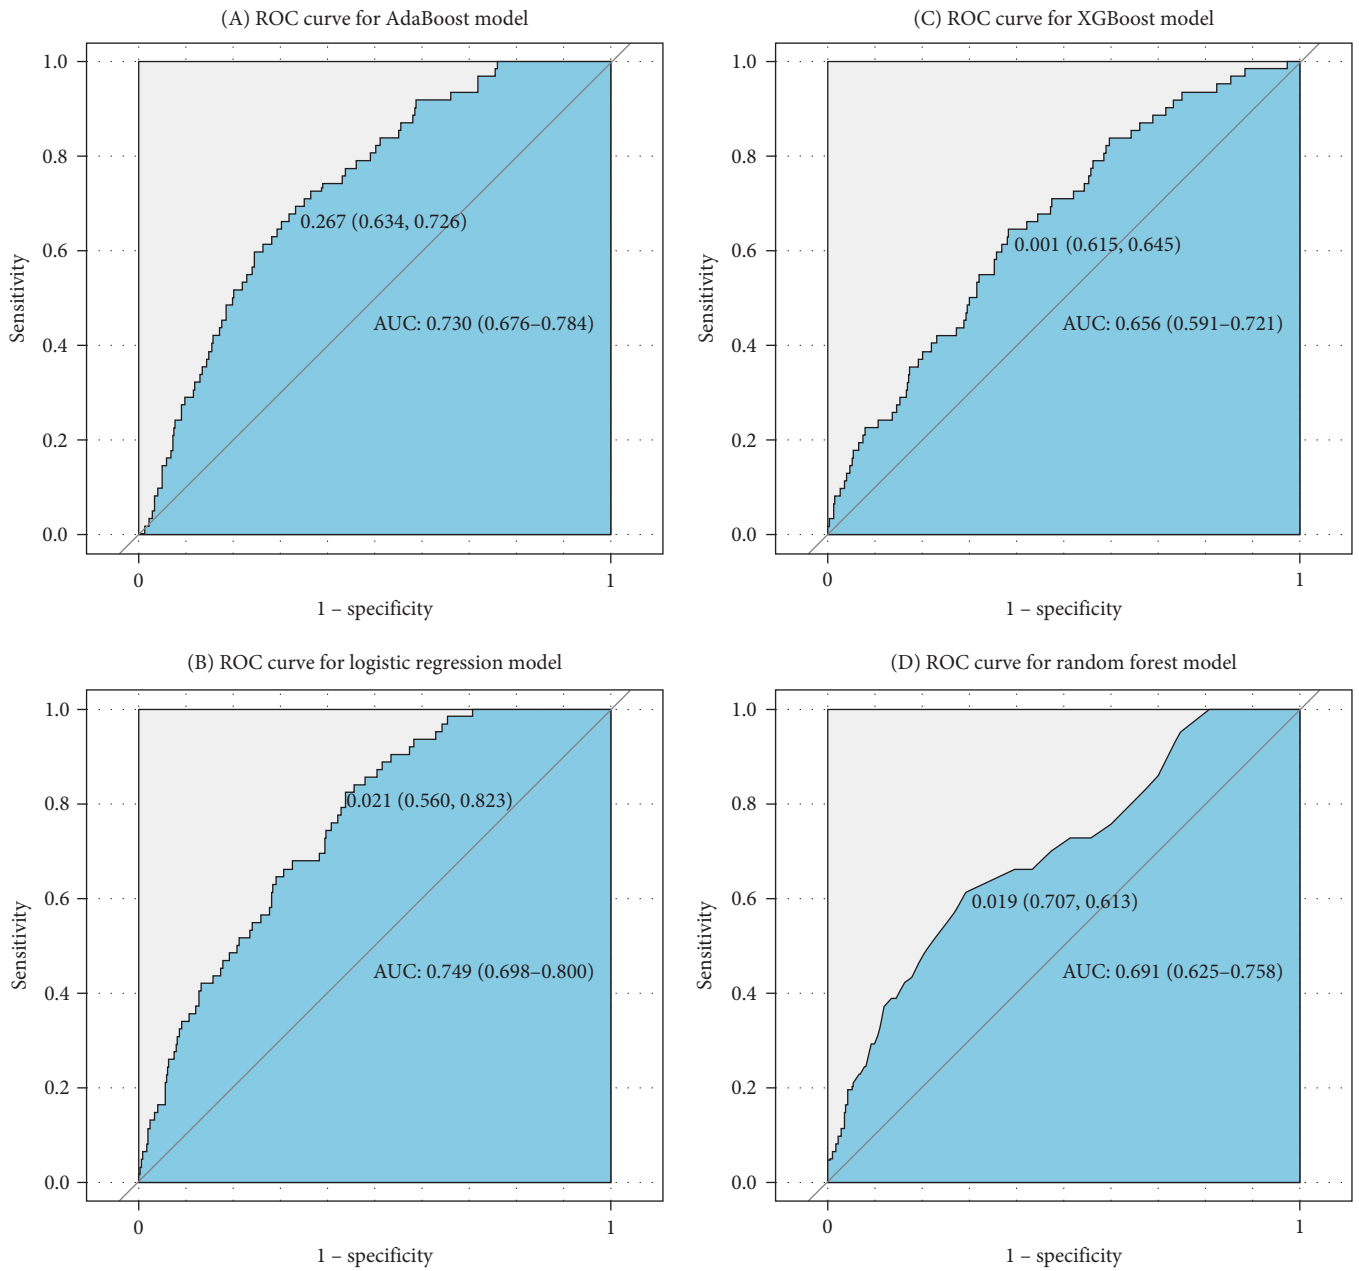 (A) ROC curve for AdaBoost model
1.0
0.8
0.6
0.4
0.2
0.0
Sensitivity
0.267 (0.634, 0.726)
AUC: 0.730 (0.676–0.784)
0
1
1 – specificity
(C) ROC curve for XGBoost model
1.0
0.8
0.6
0.4
0.2
0.0
Sensitivity
0.001 (0.615, 0.645)
AUC: 0.656 (0.591–0.721)
0
1
1 – specificity
(B) ROC curve for logistic regression model
1.0
0.8
0.6
0.4
0.2
0.0
Sensitivity
0.021 (0.560, 0.823)
AUC: 0.749 (0.698–0.800)
0
1
1 – specificity
(D) ROC curve for random forest model
1.0
0.8
0.6
0.4
0.2
0.0
Sensitivity
0.019 (0.707, 0.613)
AUC: 0.691 (0.625–0.758)
0
1
1 – specificity